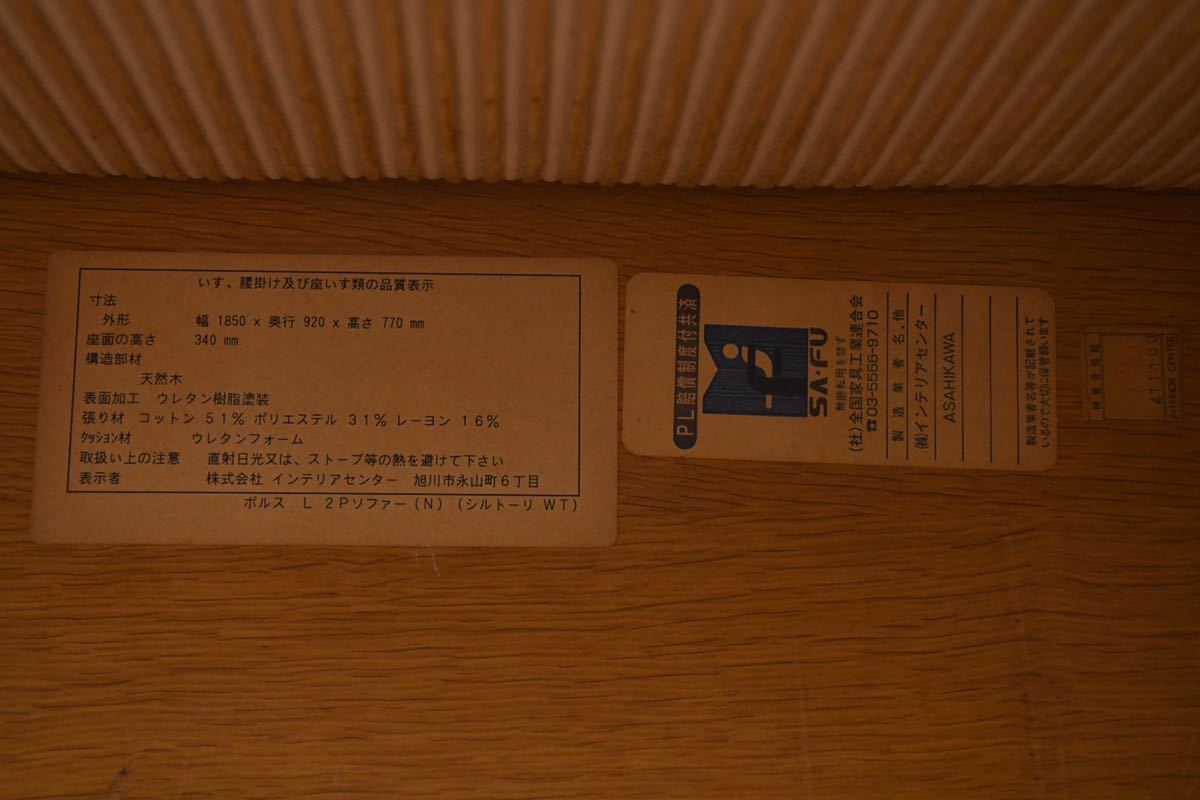 いす、腰掛け及び座いす類の品質表示
寸法
外形 幅 1850 x 奥行 920 x 高さ 770 mm
座面の高さ 340 mm
構造部材
天然木
表面加工 ウレタン樹脂塗装
張り材 コットン 51% ポリエステル 31% レーヨン 16%
クッション材 ウレタンフォーム
取扱い上の注意 直射日光又は、ストーブ等の熱を避けて下さい
表示者 株式会社 インテリアセンター 旭川市永山町6丁目
ボルス L 2Pソファー(N) (シルトーリ WT)
PL賠償制度付共済
SA・FU
無断転用を禁ず
(社)全国家具工業連合会
☎03-5566-9710
製造業者名.他
(株)インテリアセンター
ASAHIKAWA
製造業者名等が記載されて
いるので大切に保管願います
検査合格証
411100
INTERIOR CENTER